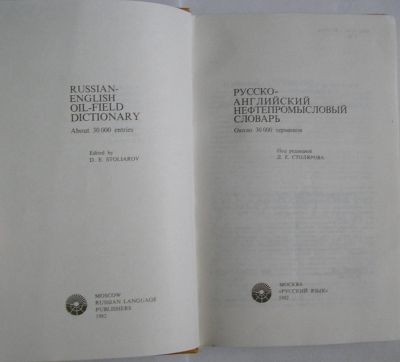 RUSSIAN-
ENGLISH
OIL-FIELD
DICTIONARY
About 30 000 entries
Edited by
D. E. STOLIAROV
MOSCOW
RUSSIAN LANGUAGE
PUBLISHERS
1982
РУССКО-
АНГЛИЙСКИЙ
НЕФТЕПРОМЫСЛОВЫЙ
СЛОВАРЬ
Около 30 000 терминов
Под редакцией
Д. Е. СТОЛЯРОВА
МОСКВА
«РУССКИЙ ЯЗЫК»
1982